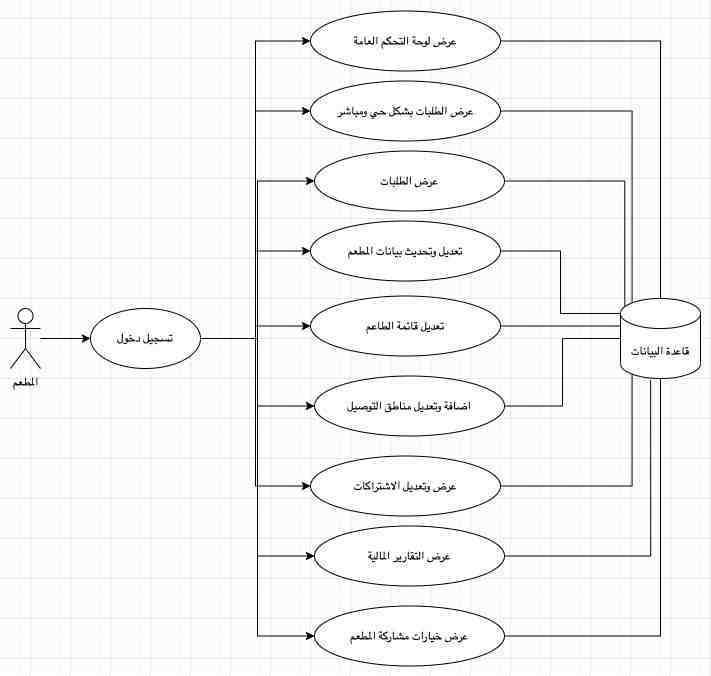 عرض لوحة التحكم العامة
عرض الطلبات بشكل حي ومباشر
عرض الطلبات
تعديل وتحديث بيانات المطعم
تسجيل دخول
المطعم
تعديل قائمة الطاعم
قاعدة البيانات
اضافة وتعديل مناطق التوصيل
عرض وتعديل الاشتراكات
عرض التقارير المالية
عرض خيارات مشاركة المطعم